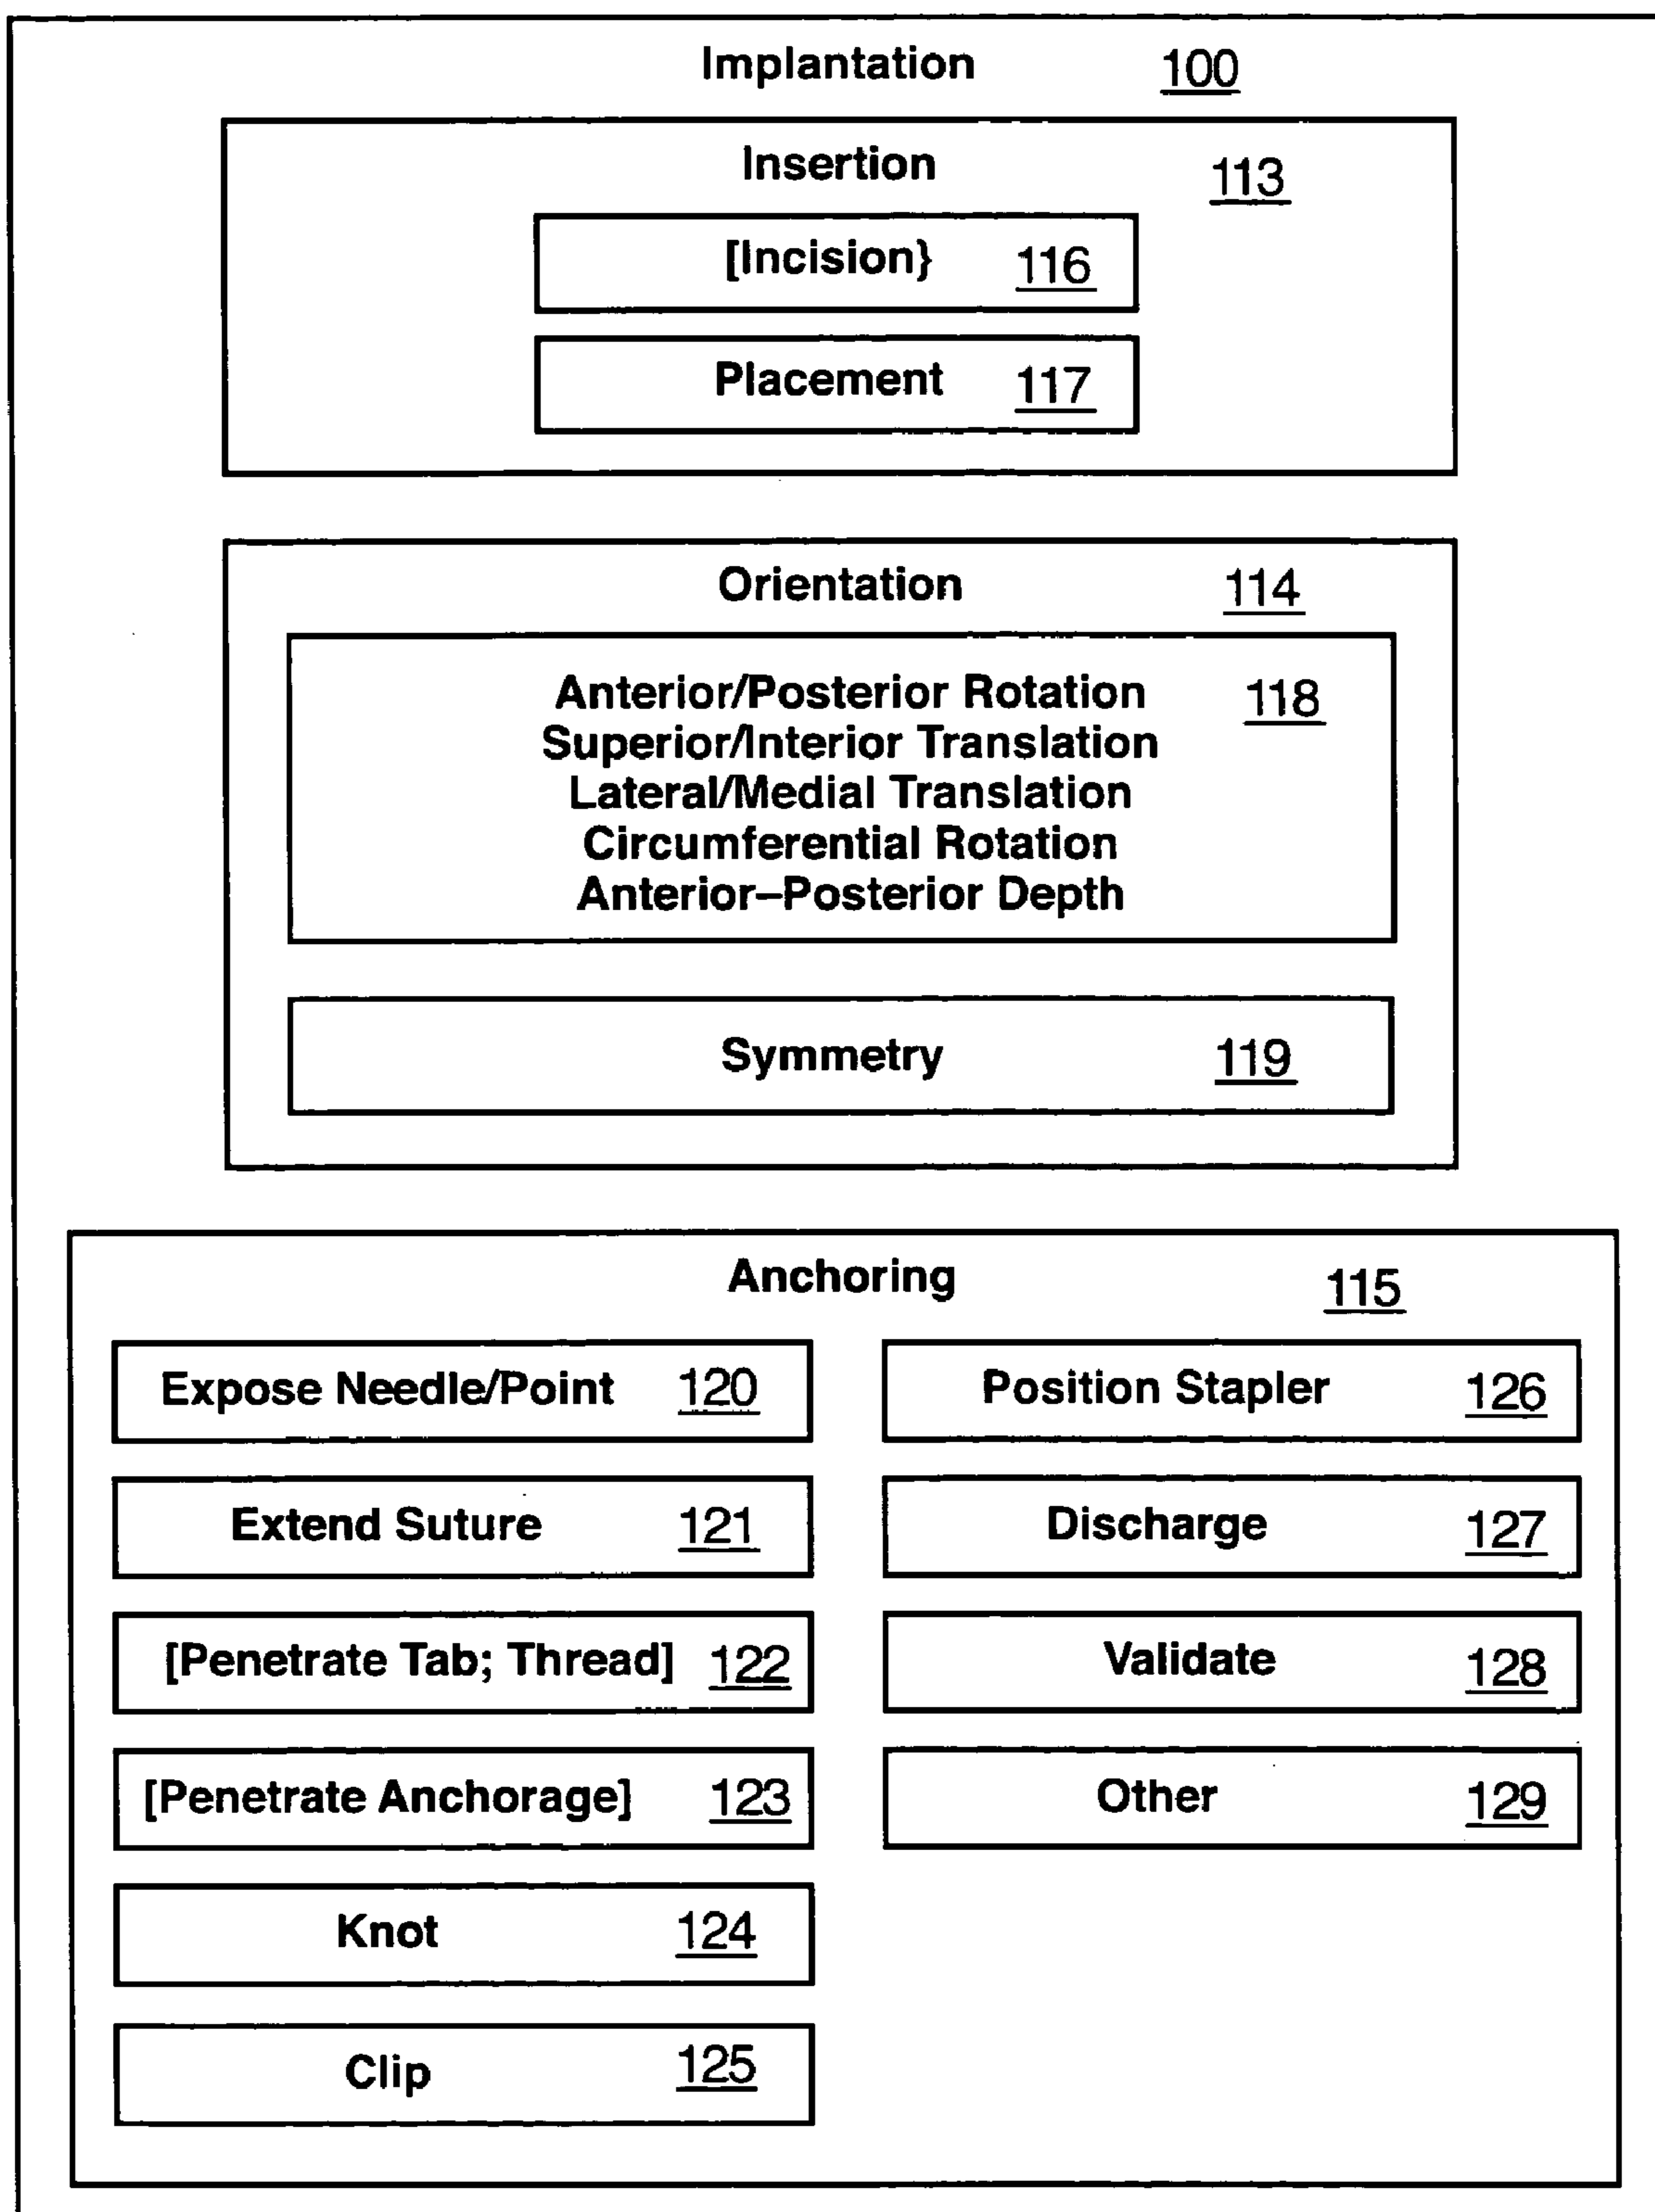 Implantation 100
Insertion 113
[Incision} 116
Placement 117
Orientation 114
Anterior/Posterior Rotation 118
Superior/Interior Translation
Lateral/Medial Translation
Circumferential Rotation
Anterior–Posterior Depth
Symmetry 119
Anchoring 115
Expose Needle/Point 120
Extend Suture 121
[Penetrate Tab; Thread] 122
[Penetrate Anchorage] 123
Knot 124
Clip 125
Position Stapler 126
Discharge 127
Validate 128
Other 129